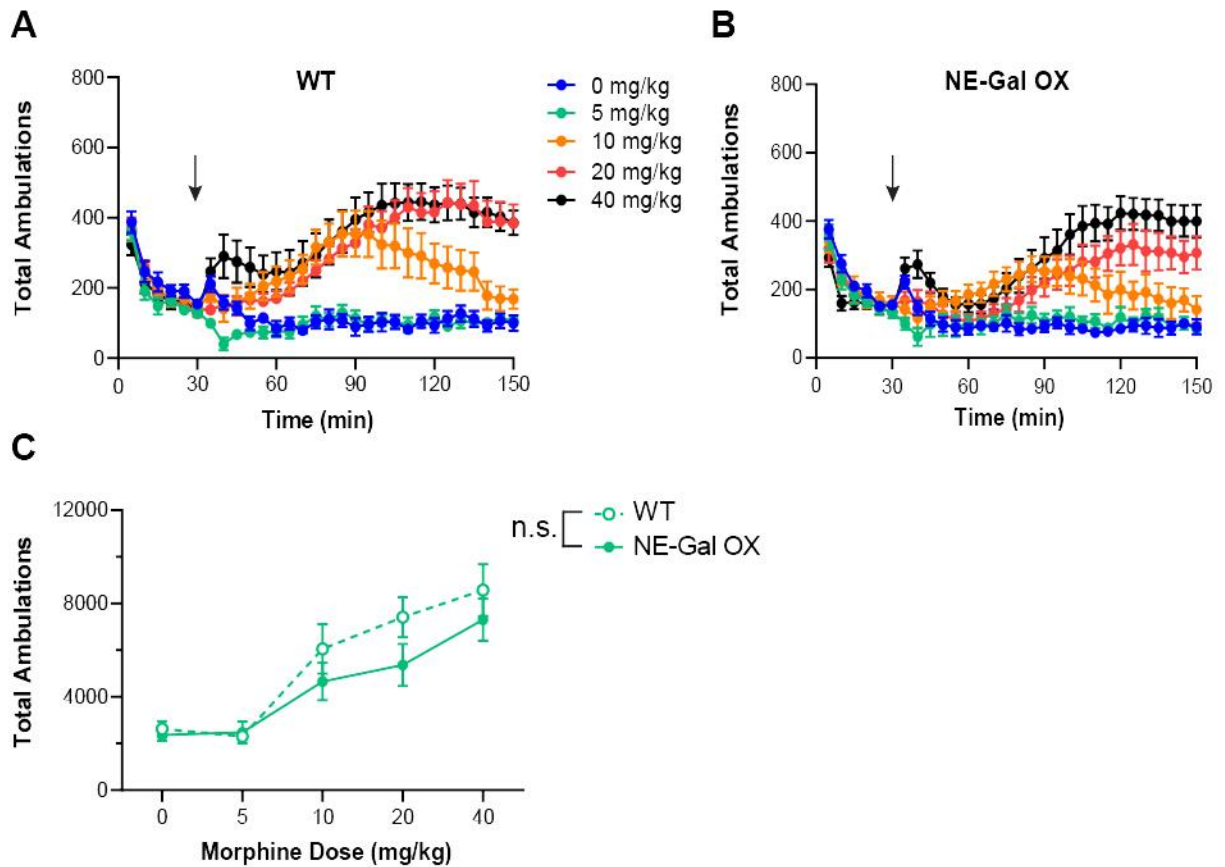 A
WT
Total Ambulations
800
600
400
200
0
0 30 60 90 120 150
Time (min)
0 mg/kg
5 mg/kg
10 mg/kg
20 mg/kg
40 mg/kg
B
NE-Gal OX
Total Ambulations
800
600
400
200
0
0 30 60 90 120 150
Time (min)
C
Total Ambulations
12000
8000
4000
0
0 5 10 20 40
Morphine Dose (mg/kg)
n.s.
WT
NE-Gal OX